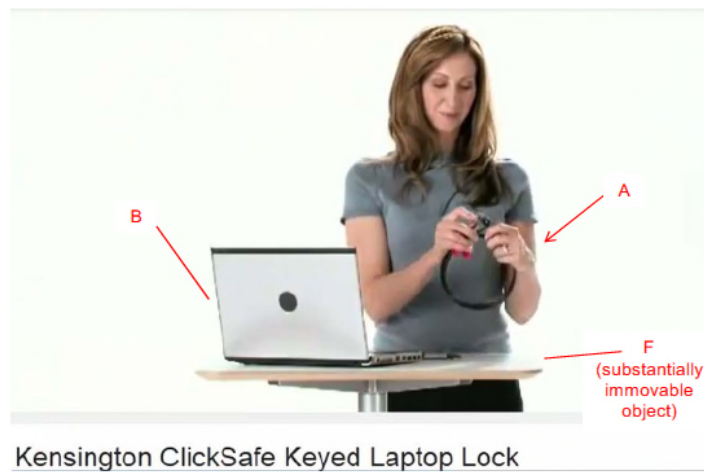 A
B
F
(substantially
immovable
object)
Kensington ClickSafe Keyed Laptop Lock